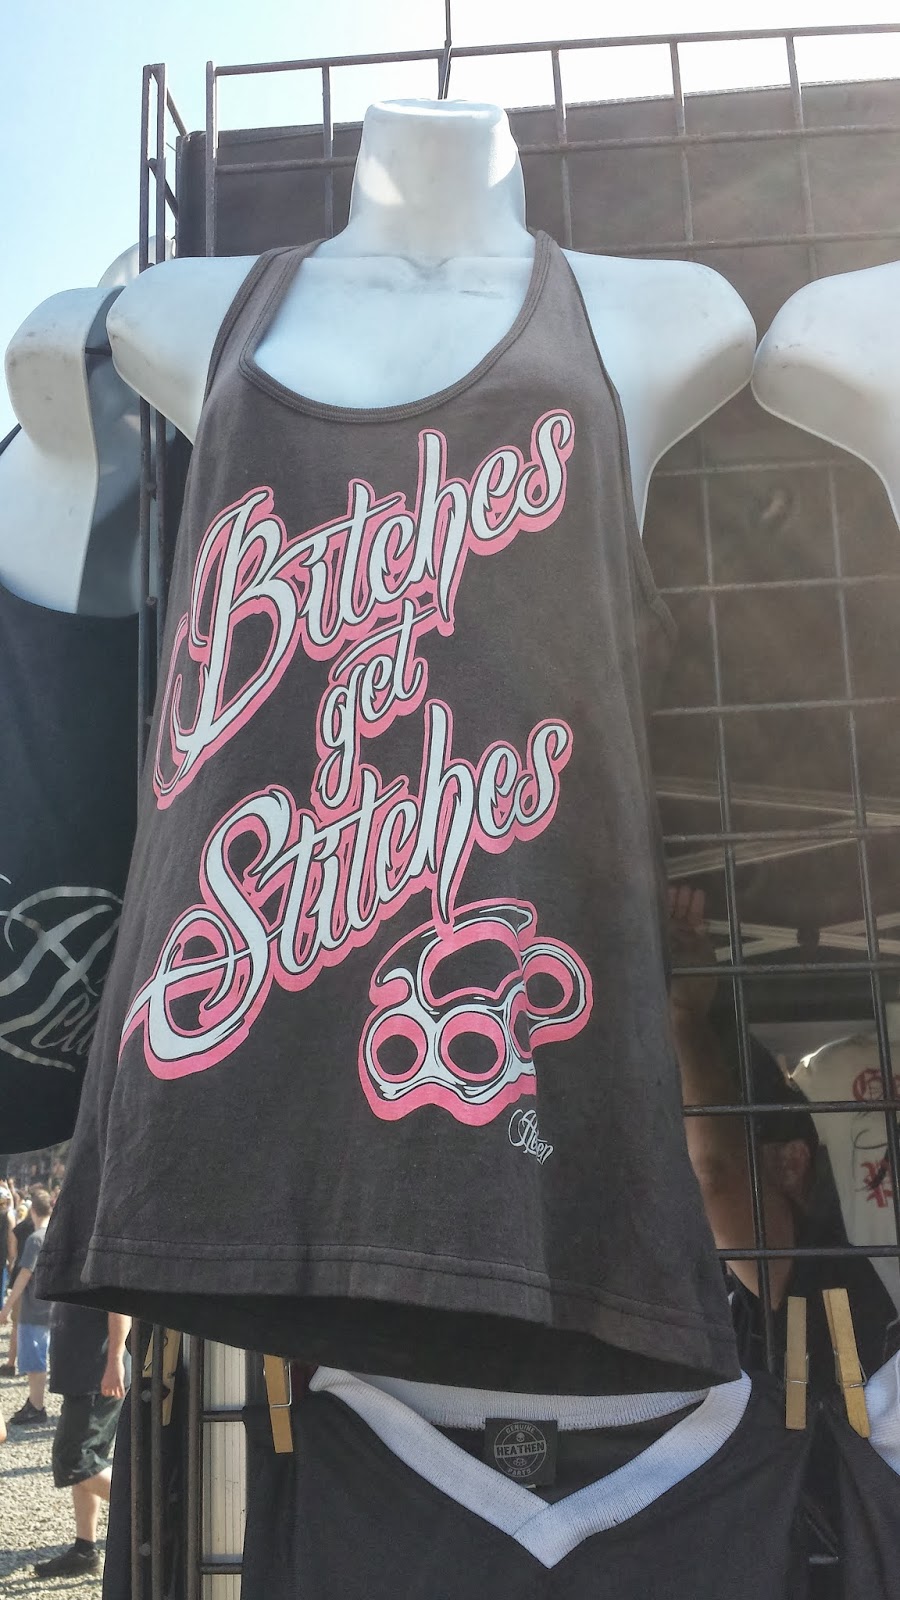 Bitches
get
Stitches
GENUINE
HEATHEN
PARTS